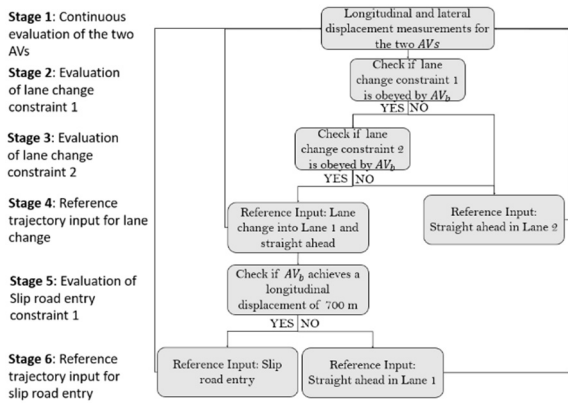 Stage 1: Continuous
evaluation of the two
AVs
Longitudinal and lateral
displacement measurements for
the two AVs
Stage 2: Evaluation
of lane change
constraint 1
Check if lane
change constraint 1
is obeyed by AVb
YES NO
Stage 3: Evaluation
of lane change
constraint 2
Check if lane
change constraint 2
is obeyed by AVb
YES NO
Stage 4: Reference
trajectory input for lane
change
Reference Input: Lane
change into Lane 1 and
straight ahead
Reference Input:
Straight ahead in Lane 2
Stage 5: Evaluation of
Slip road entry
constraint 1
Check if AVb achieves a
longitudinal
displacement of 700 m
YES NO
Stage 6: Reference
trajectory input for
slip road entry
Reference Input: Slip
road entry
Reference Input:
Straight ahead in Lane 1